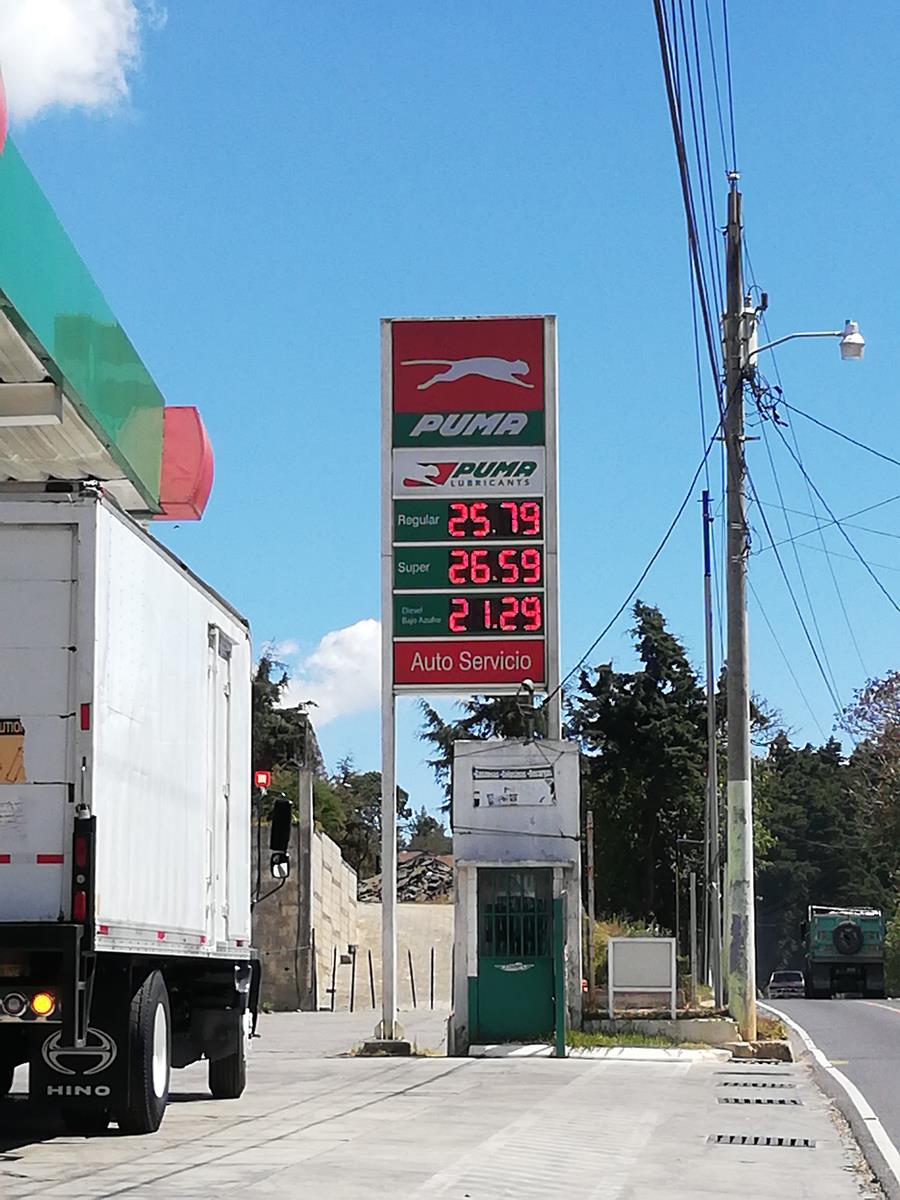 PUMA
PUMA
LUBRICANTS
Regular 25.79
Super 26.59
Diesel
Bajo Azufre 21.29
Auto Servicio
HINO